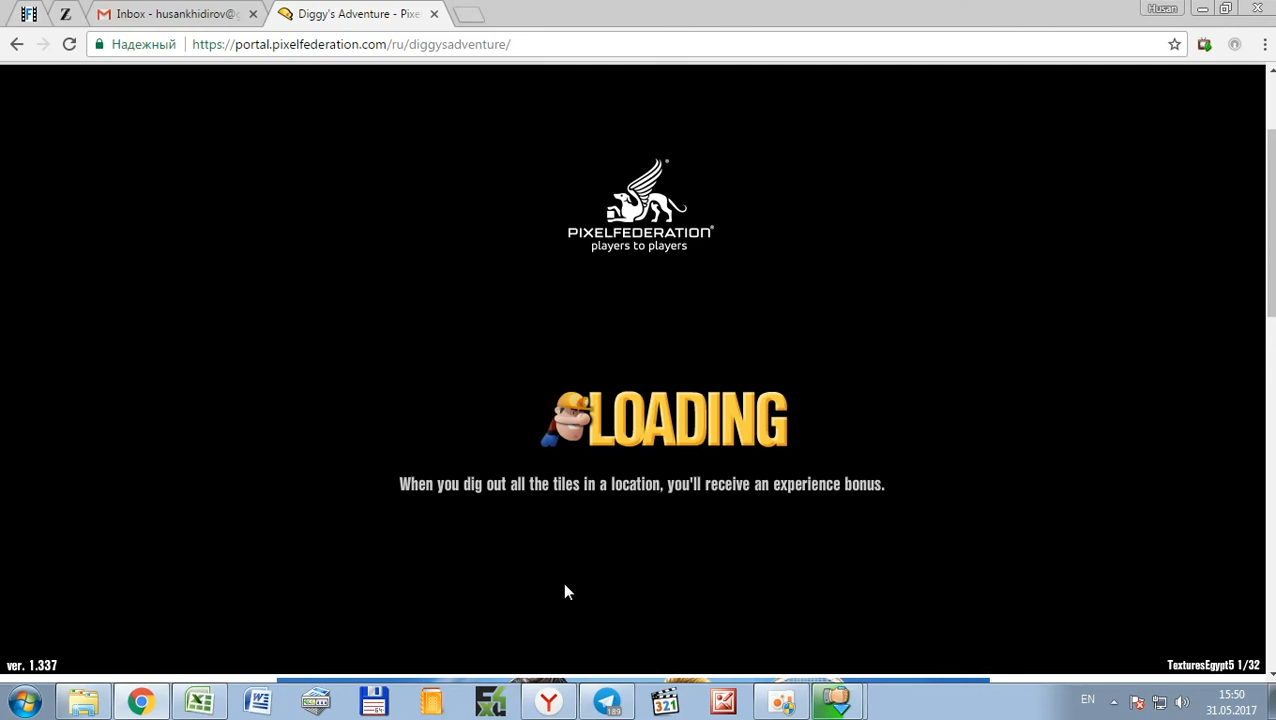 Inbox - husankhidirov@g
Diggy's Adventure - Pixe
Husan
Надежный
https://portal.pixelfederation.com/ru/diggysadventure/
PIXELFEDERATION®
players to players
LOADING
When you dig out all the tiles in a location, you'll receive an experience bonus.
ver. 1.337
TexturesEgypt5 1/32
189
321
EN
15:50
31.05.2017